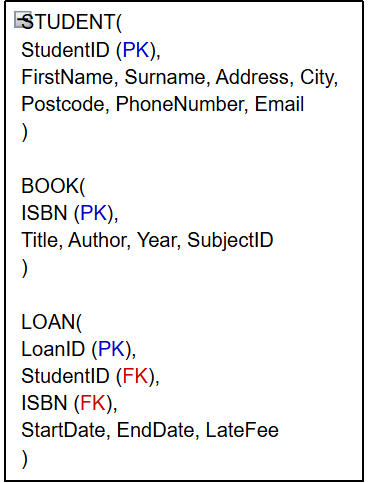 STUDENT(
StudentID (PK),
FirstName, Surname, Address, City,
Postcode, PhoneNumber, Email
)
BOOK(
ISBN (PK),
Title, Author, Year, SubjectID
)
LOAN(
LoanID (PK),
StudentID (FK),
ISBN (FK),
StartDate, EndDate, LateFee
)